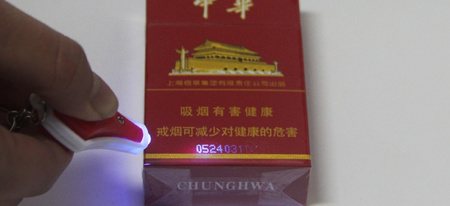 中華
上海烟草集团有限责任公司出品
吸烟有害健康
戒烟可减少对健康的危害
052403
CHUNGHWA